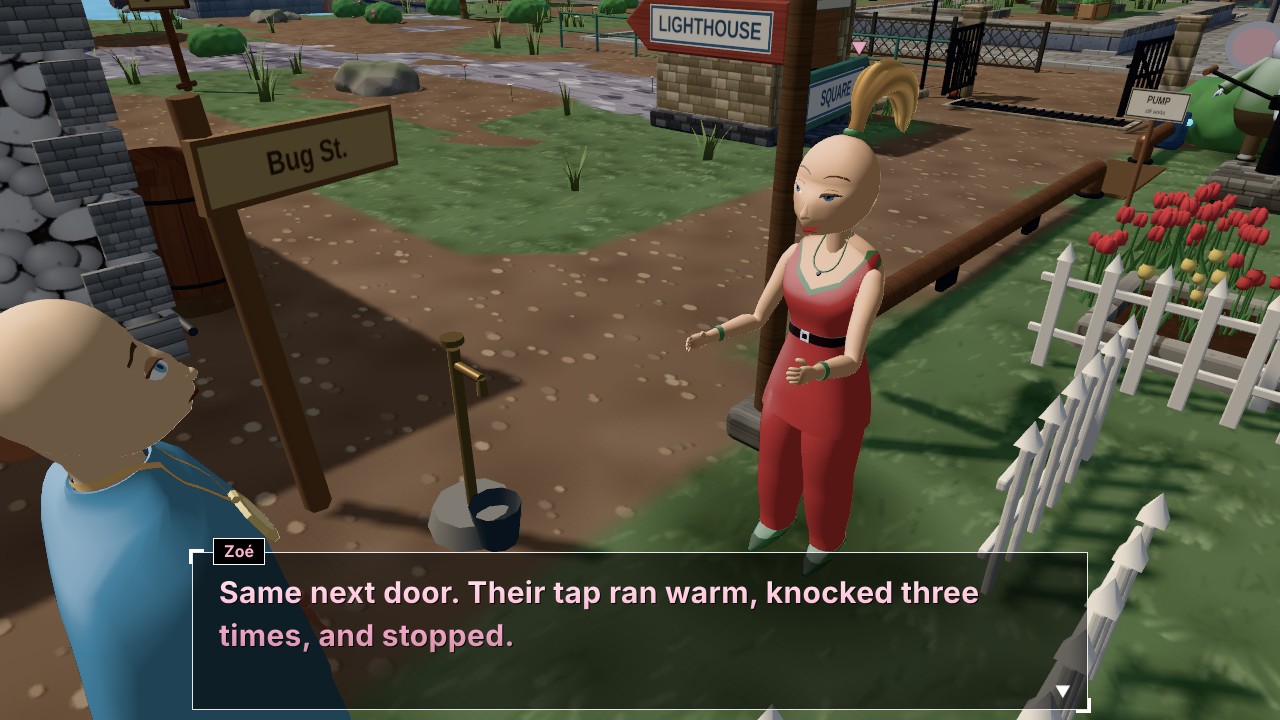 LIGHTHOUSE
SQUARE
PUMP
Bug St.
Zoé
Same next door. Their tap ran warm, knocked three
times, and stopped.